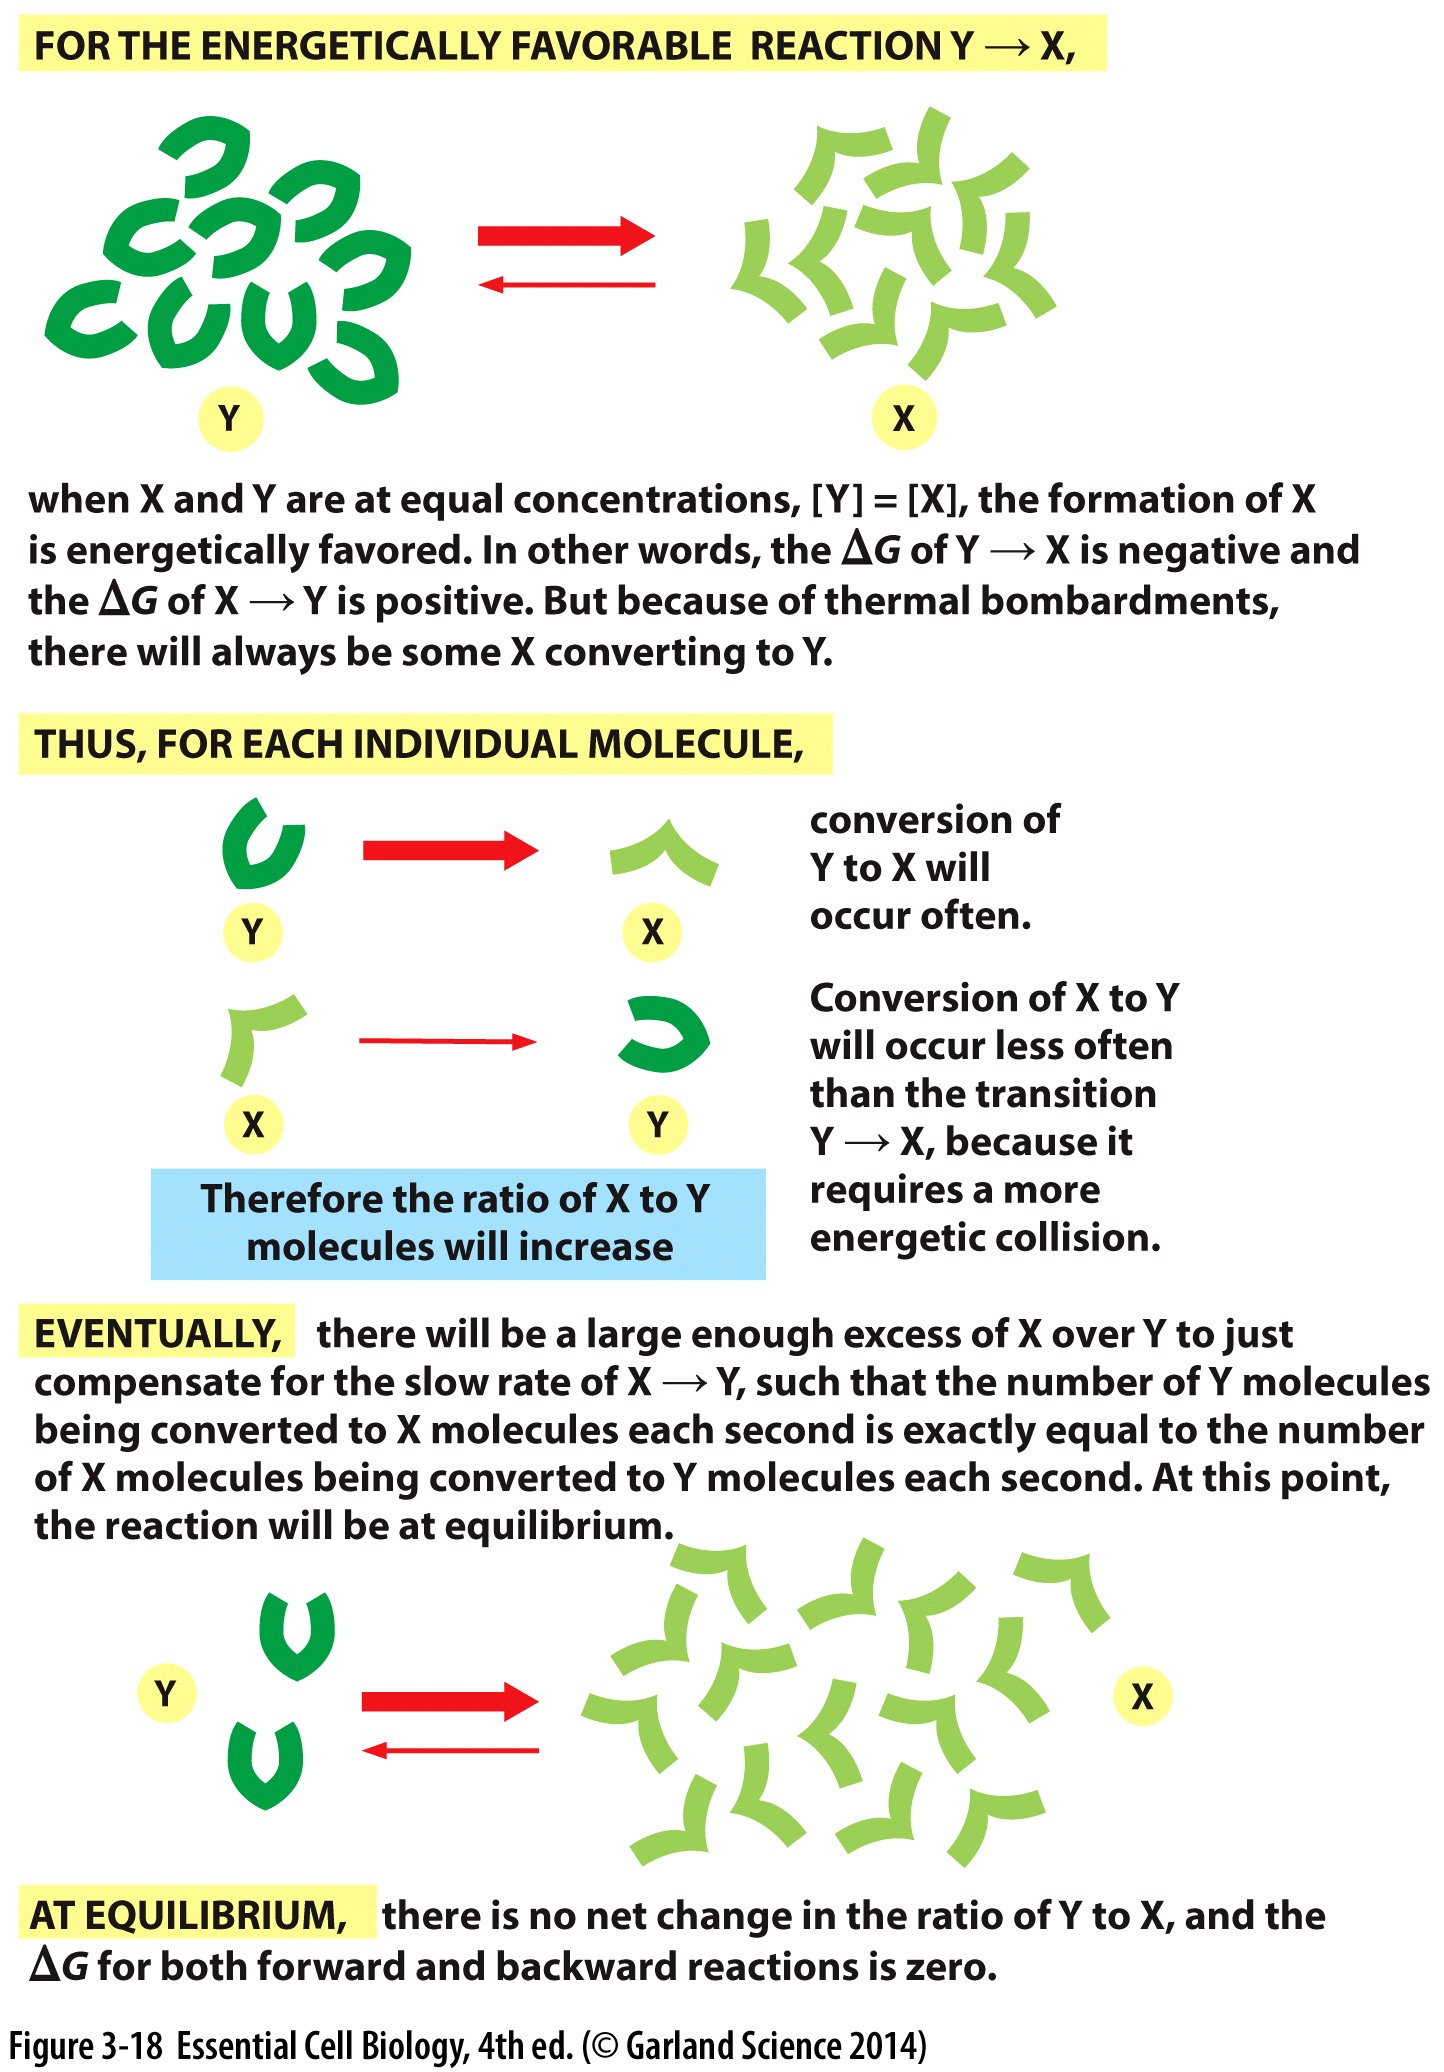 FOR THE ENERGETICALLY FAVORABLE REACTION Y → X,
Y
X
when X and Y are at equal concentrations, [Y] = [X], the formation of X
is energetically favored. In other words, the ΔG of Y → X is negative and
the ΔG of X → Y is positive. But because of thermal bombardments,
there will always be some X converting to Y.
THUS, FOR EACH INDIVIDUAL MOLECULE,
Y
X
conversion of
Y to X will
occur often.
X
Y
Conversion of X to Y
will occur less often
than the transition
Y → X, because it
requires a more
energetic collision.
Therefore the ratio of X to Y
molecules will increase
EVENTUALLY, there will be a large enough excess of X over Y to just
compensate for the slow rate of X → Y, such that the number of Y molecules
being converted to X molecules each second is exactly equal to the number
of X molecules being converted to Y molecules each second. At this point,
the reaction will be at equilibrium.
Y
X
AT EQUILIBRIUM, there is no net change in the ratio of Y to X, and the
ΔG for both forward and backward reactions is zero.
Figure 3-18 Essential Cell Biology, 4th ed. (© Garland Science 2014)